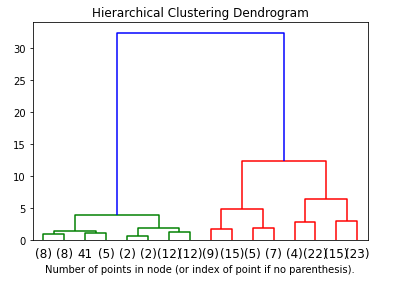 Hierarchical Clustering Dendrogram
30
25
20
15
10
5
0
(8) (8) 41 (5) (2) (2)(12)(12)(9)(15)(5) (7) (4)(22)(15)(23)
Number of points in node (or index of point if no parenthesis).